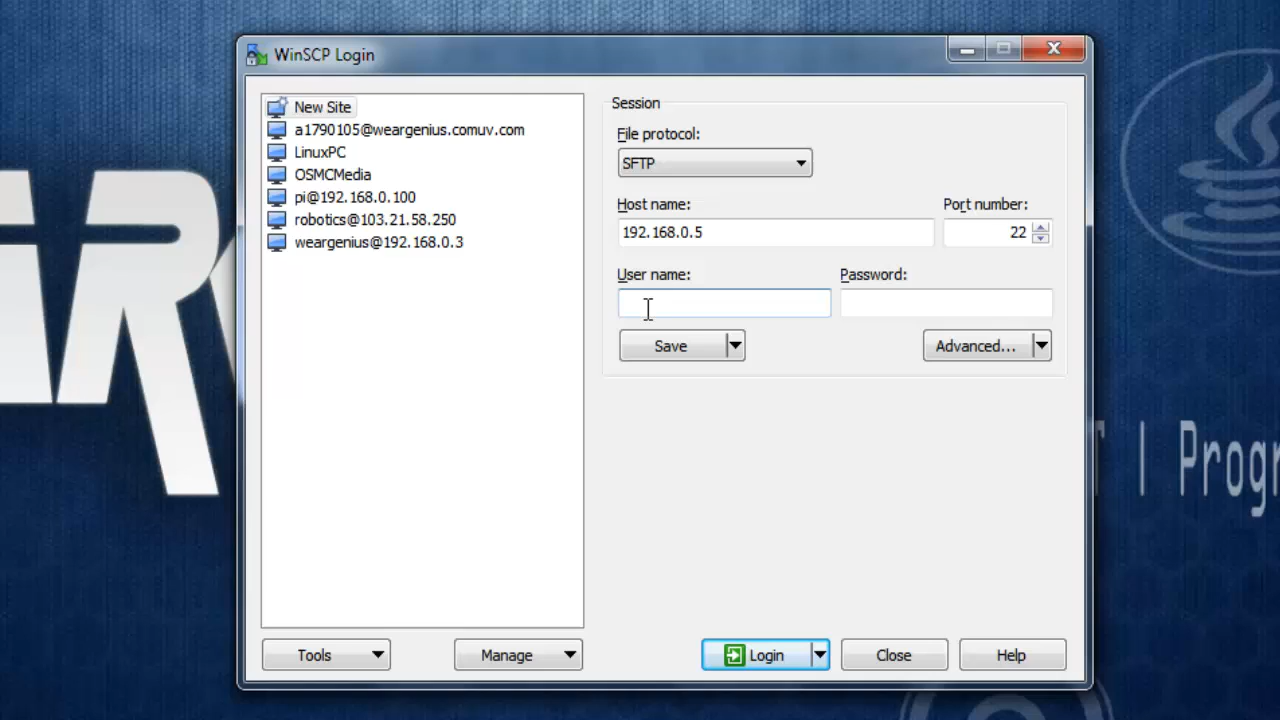 WinSCP Login
New Site
a1790105@weargenius.comuv.com
LinuxPC
OSMCMedia
pi@192.168.0.100
robotics@103.21.58.250
weargenius@192.168.0.3
Session
File protocol:
SFTP
Host name:
Port number:
192.168.0.5
22
User name:
Password:
Save
Advanced...
Tools
Manage
Login
Close
Help